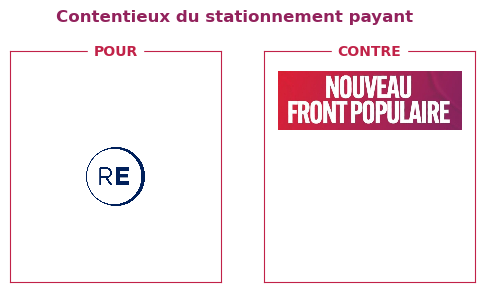 Contentieux du stationnement payant
POUR
CONTRE
NOUVEAU
FRONT POPULAIRE
RE